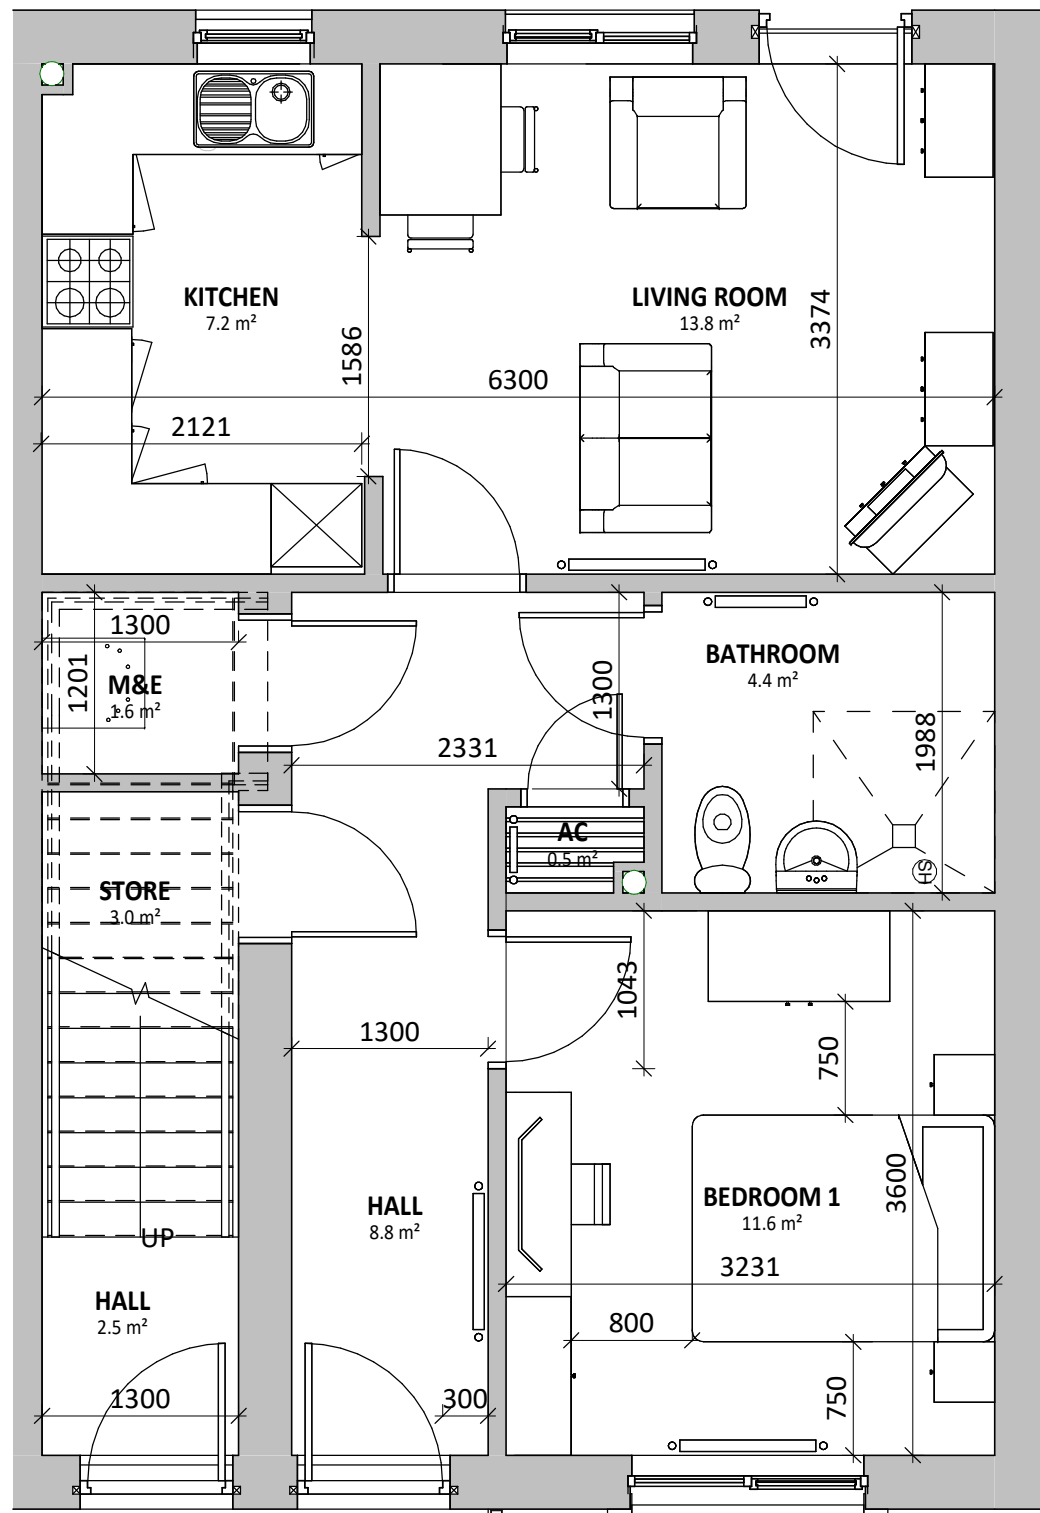 KITCHEN
7.2 m²
LIVING ROOM
13.8 m²
3374
1586
6300
2121
1300
1201
M&E
1.6 m²
BATHROOM
4.4 m²
1300
1988
2331
AC
0.5 m²
STORE
3.0 m²
HS
1043
1300
750
HALL
8.8 m²
BEDROOM 1
11.6 m²
3600
UP
3231
HALL
2.5 m²
800
1300
300
750